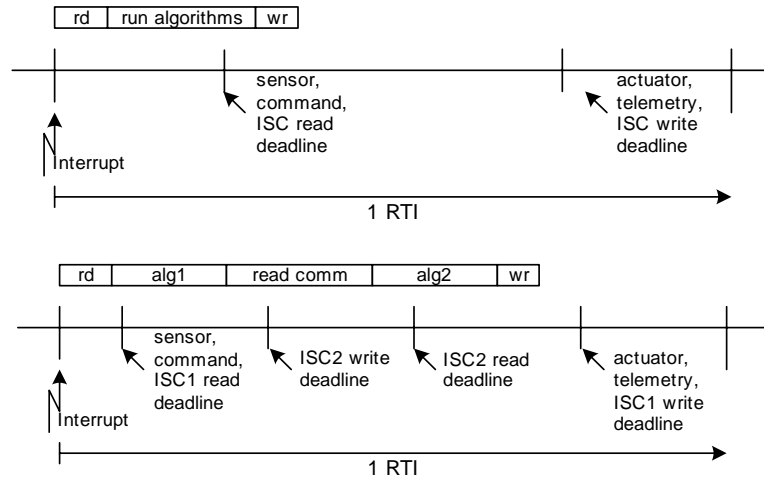 rd run algorithms wr
sensor,
command,
ISC read
deadline
actuator,
telemetry,
ISC write
deadline
Interrupt
1 RTI
rd alg1 read comm alg2 wr
sensor,
command,
ISC1 read
deadline
ISC2 write
deadline
ISC2 read
deadline
actuator,
telemetry,
ISC1 write
deadline
Interrupt
1 RTI